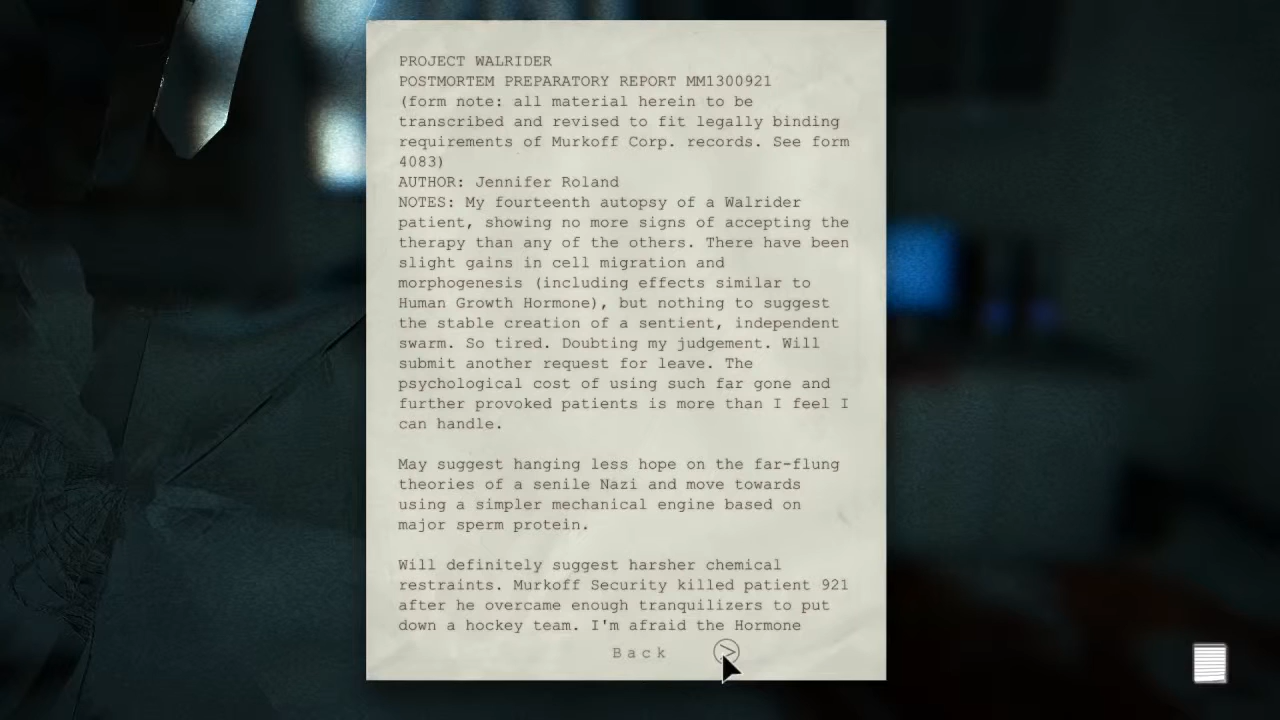 PROJECT WALRIDER
POSTMORTEM PREPARATORY REPORT MM1300921
(form note: all material herein to be
transcribed and revised to fit legally binding
requirements of Murkoff Corp. records. See form
4083)
AUTHOR: Jennifer Roland
NOTES: My fourteenth autopsy of a Walrider
patient, showing no more signs of accepting the
therapy than any of the others. There have been
slight gains in cell migration and
morphogenesis (including effects similar to
Human Growth Hormone), but nothing to suggest
the stable creation of a sentient, independent
swarm. So tired. Doubting my judgement. Will
submit another request for leave. The
psychological cost of using such far gone and
further provoked patients is more than I feel I
can handle.
May suggest hanging less hope on the far-flung
theories of a senile Nazi and move towards
using a simpler mechanical engine based on
major sperm protein.
Will definitely suggest harsher chemical
restraints. Murkoff Security killed patient 921
after he overcame enough tranquilizers to put
down a hockey team. I'm afraid the Hormone
Back >